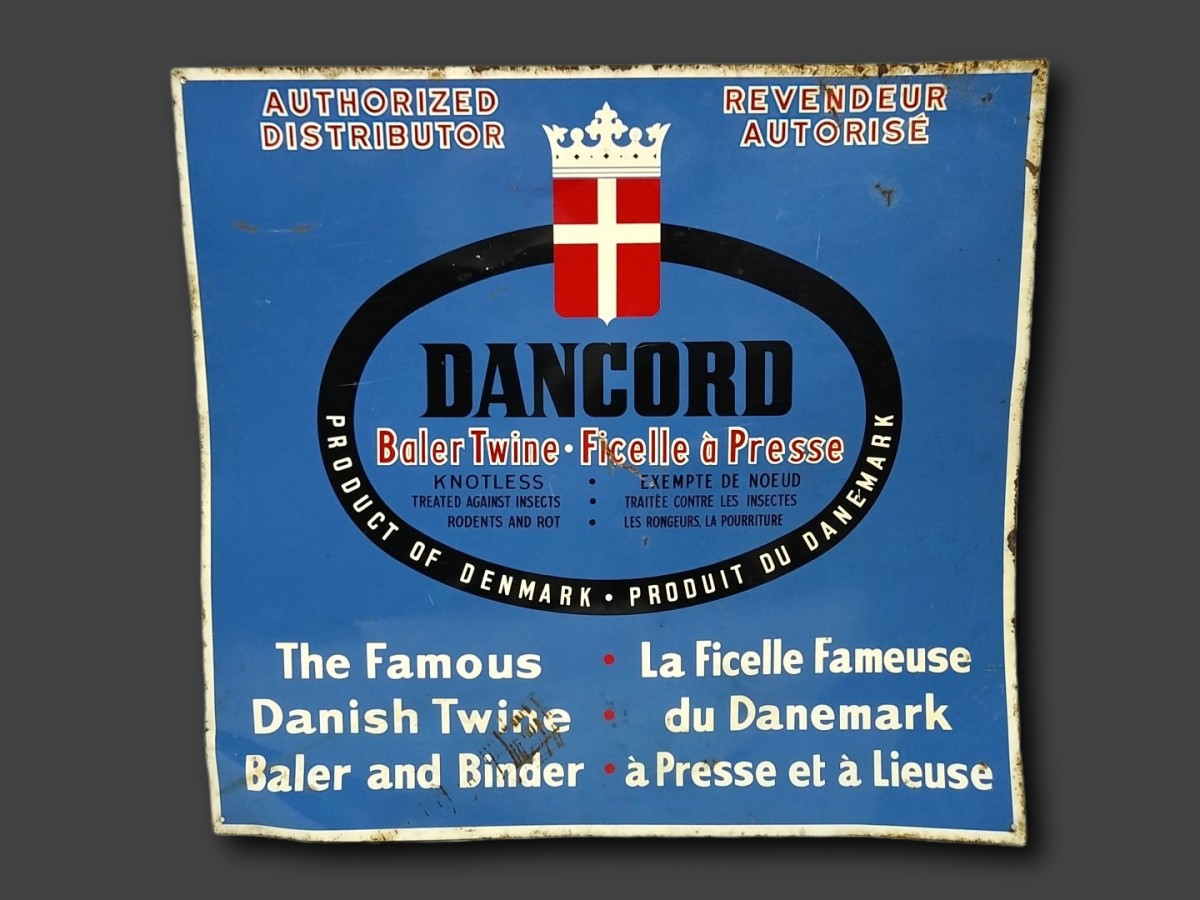 AUTHORIZED
DISTRIBUTOR
REVENDEUR
AUTORISÉ
DANCORD
Baler Twine • Ficelle à Presse
KNOTLESS • EXEMPTE DE NOEUD
TREATED AGAINST INSECTS • TRAITÉE CONTRE LES INSECTES
RODENTS AND ROT • LES RONGEURS, LA POURRITURE
PRODUCT OF DENMARK • PRODUIT DU DANEMARK
The Famous • La Ficelle Fameuse
Danish Twine • du Danemark
Baler and Binder • à Presse et à Lieuse